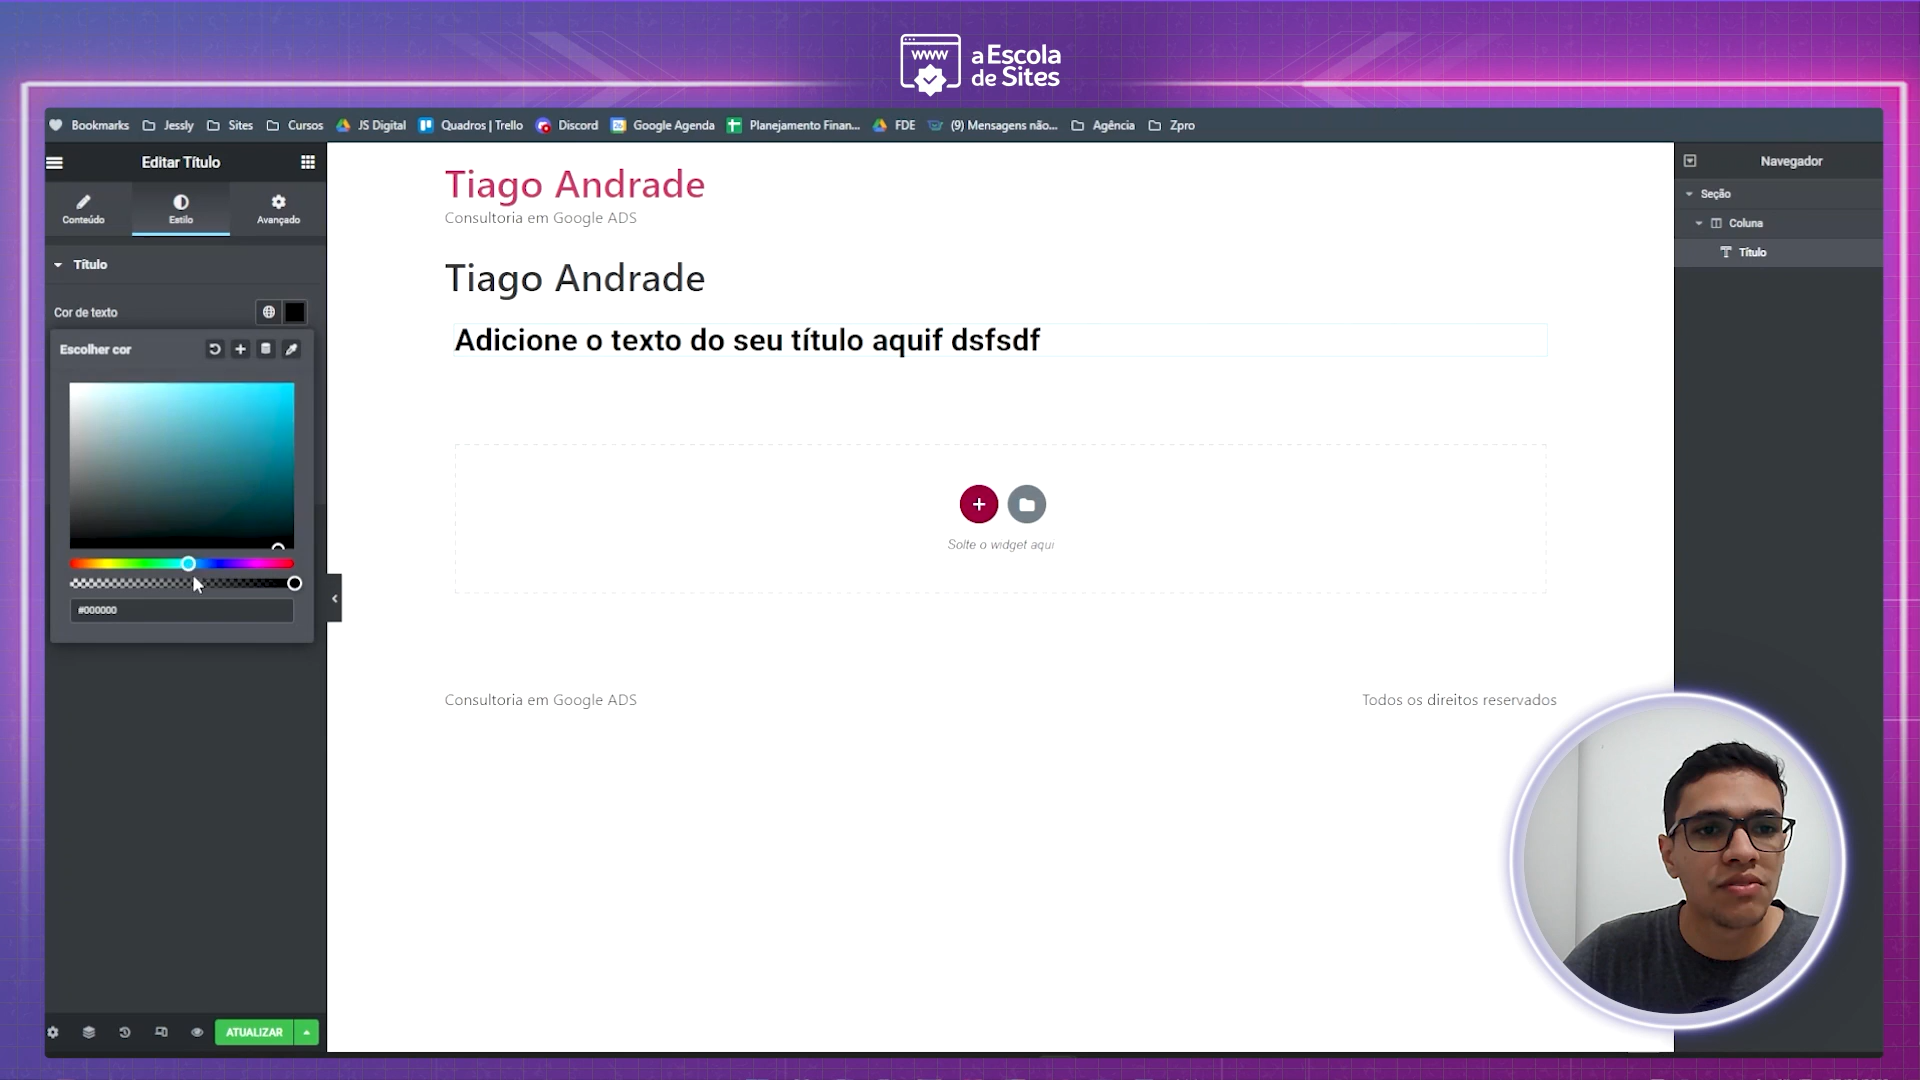 www
a Escola
de Sites
Bookmarks Jessly Sites Cursos JS Digital Quadros | Trello Discord Google Agenda Planejamento Finan... FDE (9) Mensagens não... Agência Zpro
Editar Título
Conteúdo Estilo Avançado
Título
Cor de texto
Escolher cor
#000000
ATUALIZAR
Tiago Andrade
Consultoria em Google ADS
Tiago Andrade
Adicione o texto do seu título aquif dsfsdf
Solte o widget aqui
Consultoria em Google ADS Todos os direitos reservados
Navegador
Seção
Coluna
Título